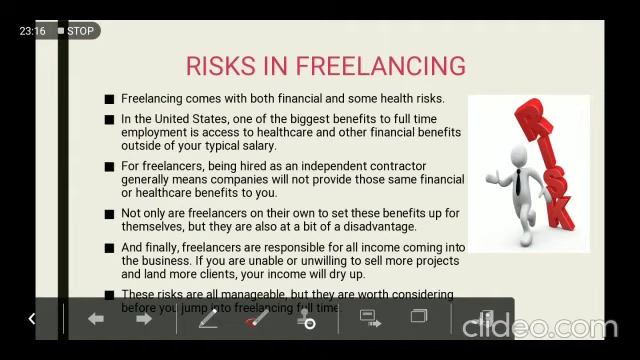 23:16 STOP
RISKS IN FREELANCING
■ Freelancing comes with both financial and some health risks.
■ In the United States, one of the biggest benefits to full time
employment is access to healthcare and other financial benefits
outside of your typical salary.
■ For freelancers, being hired as an independent contractor
generally means companies will not provide those same financial
or healthcare benefits to you.
■ Not only are freelancers on their own to set these benefits up for
themselves, but they are also at a bit of a disadvantage.
■ And finally, freelancers are responsible for all income coming into
the business. If you are unable or unwilling to sell more projects
and land more clients, your income will dry up.
■ These risks are all manageable, but they are worth considering
before you jump into freelancing full time.
RISK
clideo.com